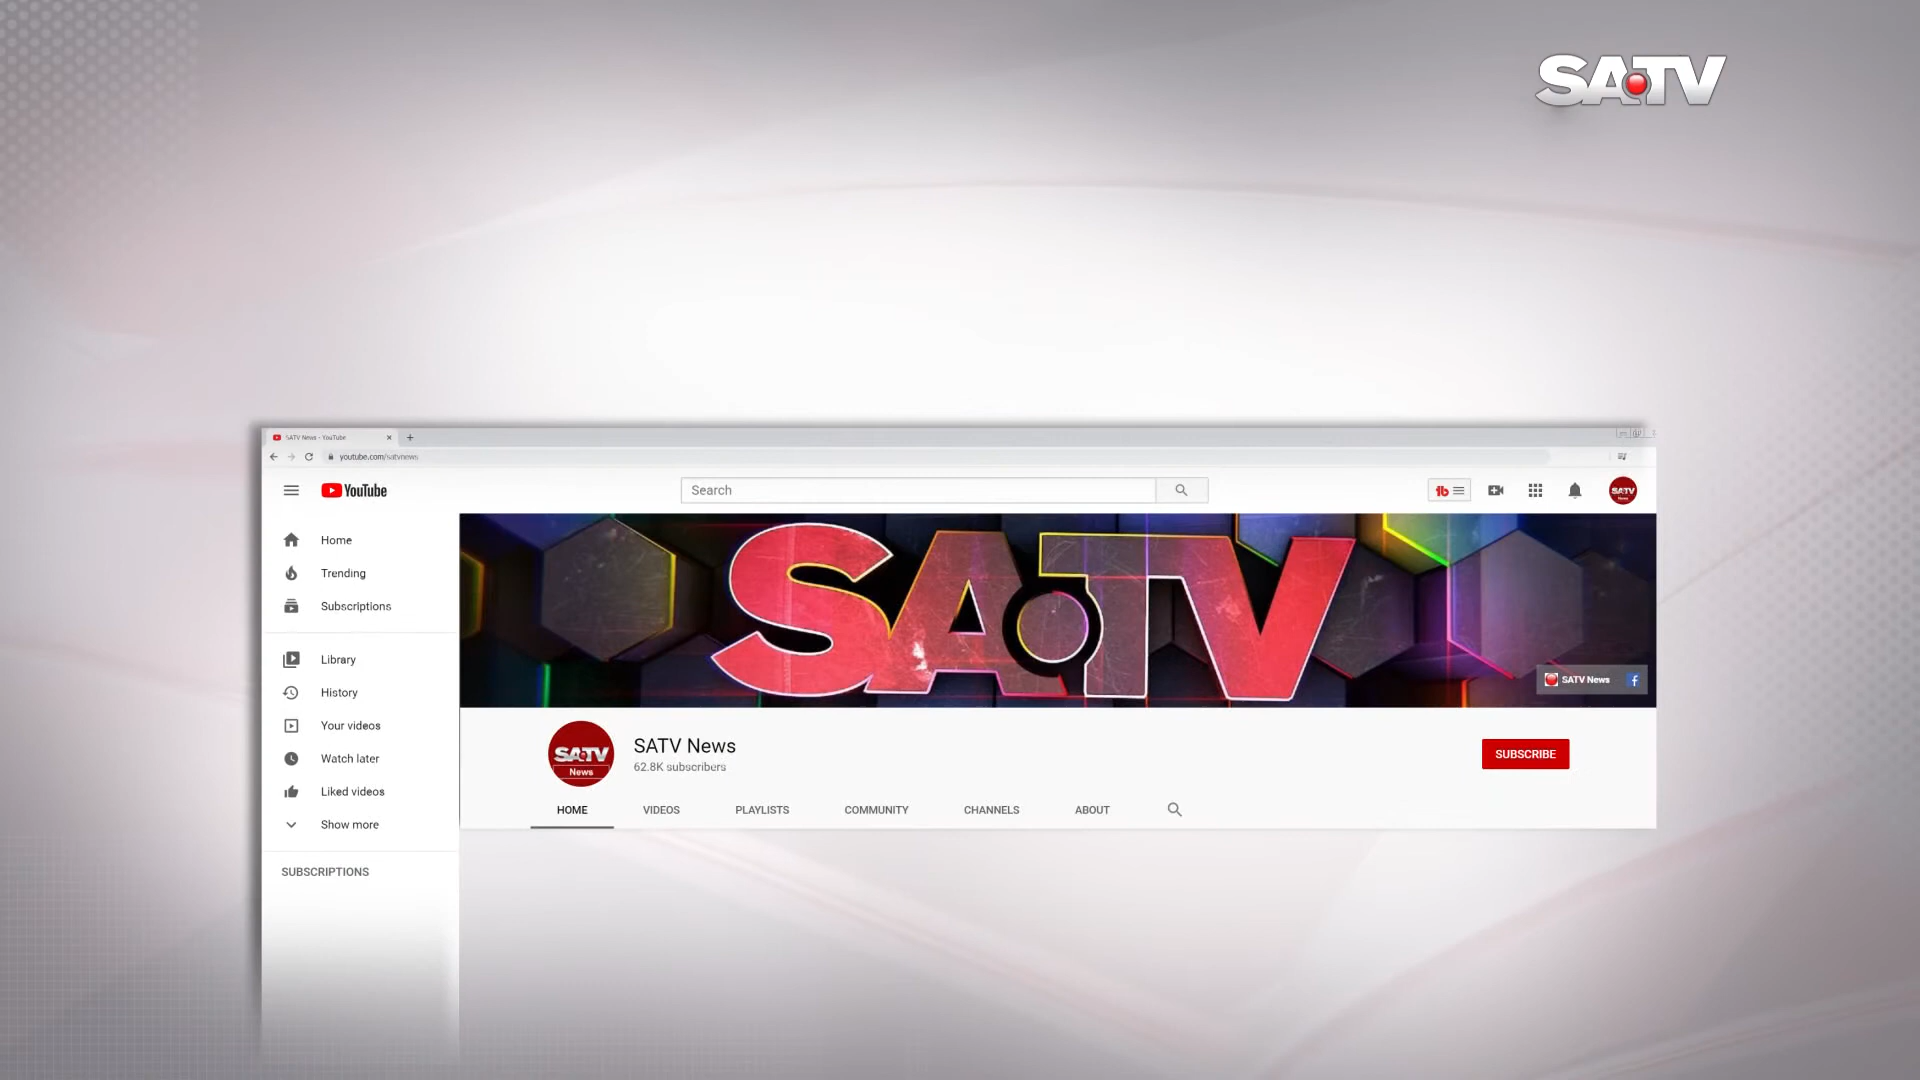 SATV
SATV News - YouTube
youtube.com/satvnews
YouTube
Search
SATV
Home
Trending
Subscriptions
Library
History
Your videos
Watch later
Liked videos
Show more
SUBSCRIPTIONS
SATV
SATV News
SATV
News
SATV News
62.8K subscribers
SUBSCRIBE
HOME VIDEOS PLAYLISTS COMMUNITY CHANNELS ABOUT